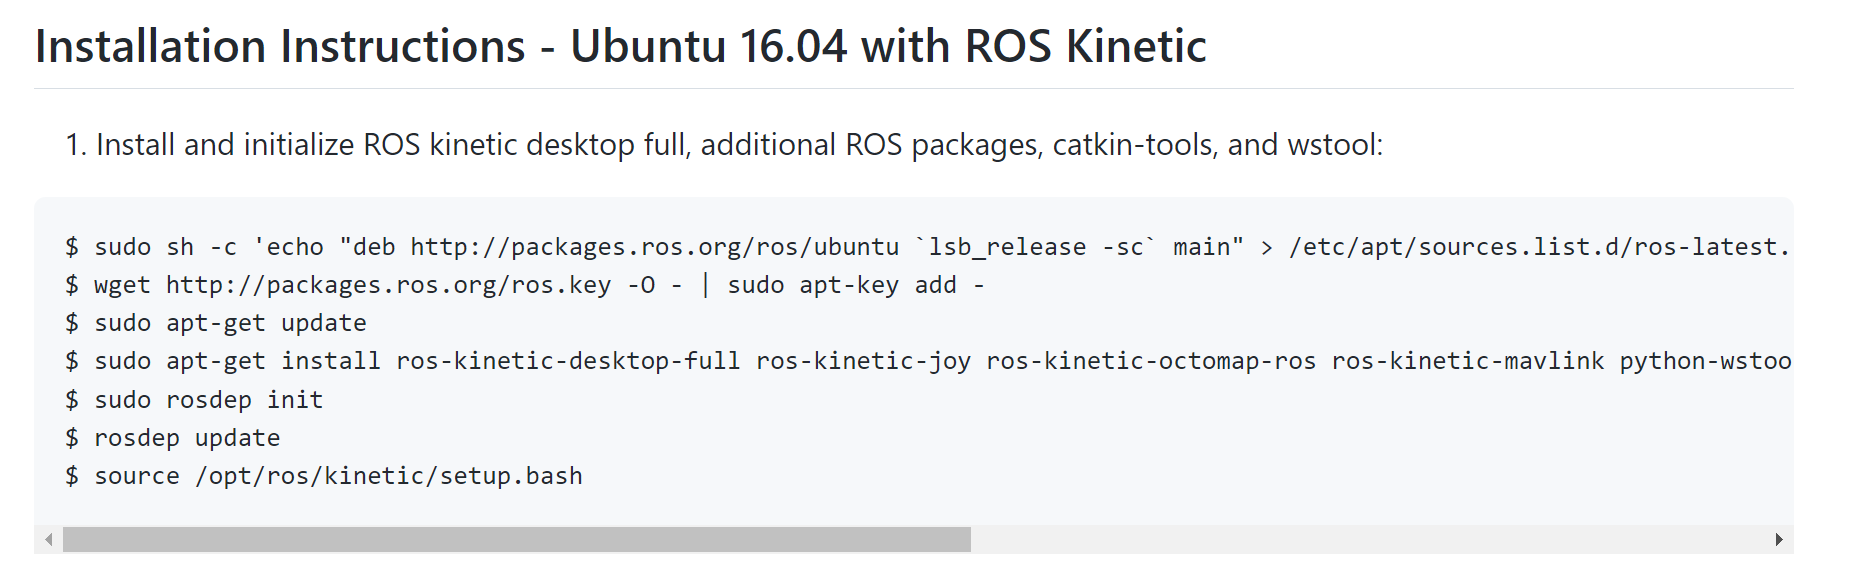 Installation Instructions - Ubuntu 16.04 with ROS Kinetic
1. Install and initialize ROS kinetic desktop full, additional ROS packages, catkin-tools, and wstool:
$ sudo sh -c 'echo "deb http://packages.ros.org/ros/ubuntu `lsb_release -sc` main" > /etc/apt/sources.list.d/ros-latest.
$ wget http://packages.ros.org/ros.key -O - | sudo apt-key add -
$ sudo apt-get update
$ sudo apt-get install ros-kinetic-desktop-full ros-kinetic-joy ros-kinetic-octomap-ros ros-kinetic-mavlink python-wstoo
$ sudo rosdep init
$ rosdep update
$ source /opt/ros/kinetic/setup.bash